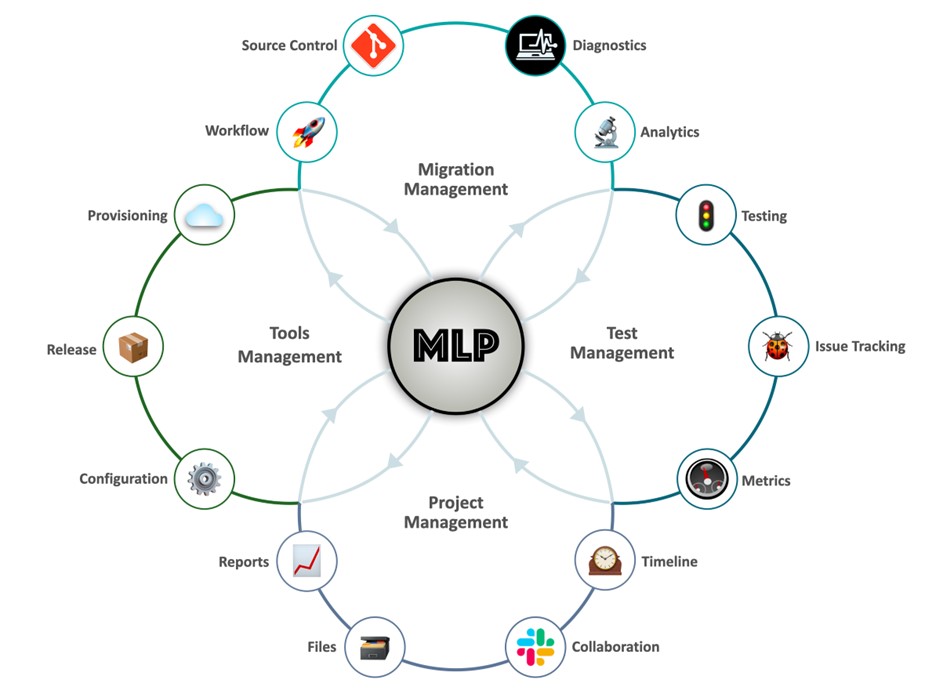 Source Control
Diagnostics
Workflow
Analytics
Migration
Management
Provisioning
Testing
Tools
Management
MLP
Test
Management
Release
Issue Tracking
Configuration
Metrics
Project
Management
Reports
Timeline
Files
Collaboration